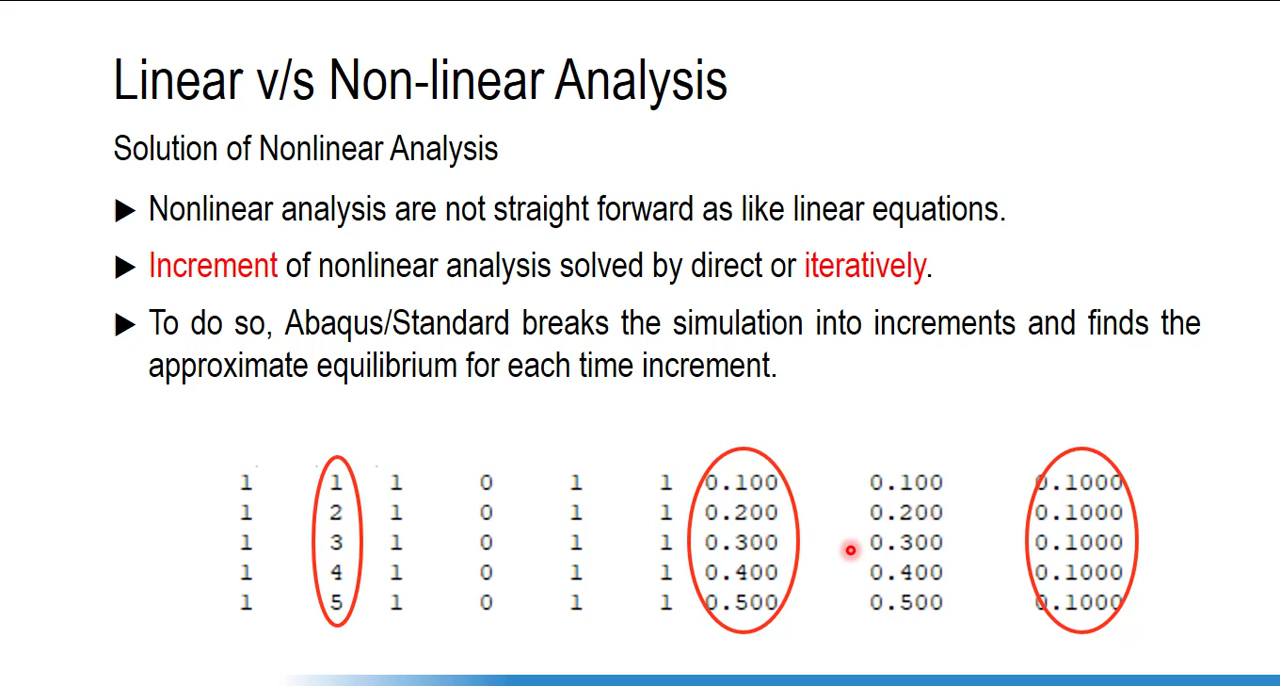 Linear v/s Non-linear Analysis
Solution of Nonlinear Analysis
Nonlinear analysis are not straight forward as like linear equations.
Increment of nonlinear analysis solved by direct or iteratively.
To do so, Abaqus/Standard breaks the simulation into increments and finds the
approximate equilibrium for each time increment.
1 1 1 0 1 1 0.100 0.100 0.1000
1 2 1 0 1 1 0.200 0.200 0.1000
1 3 1 0 1 1 0.300 0.300 0.1000
1 4 1 0 1 1 0.400 0.400 0.1000
1 5 1 0 1 1 0.500 0.500 0.1000